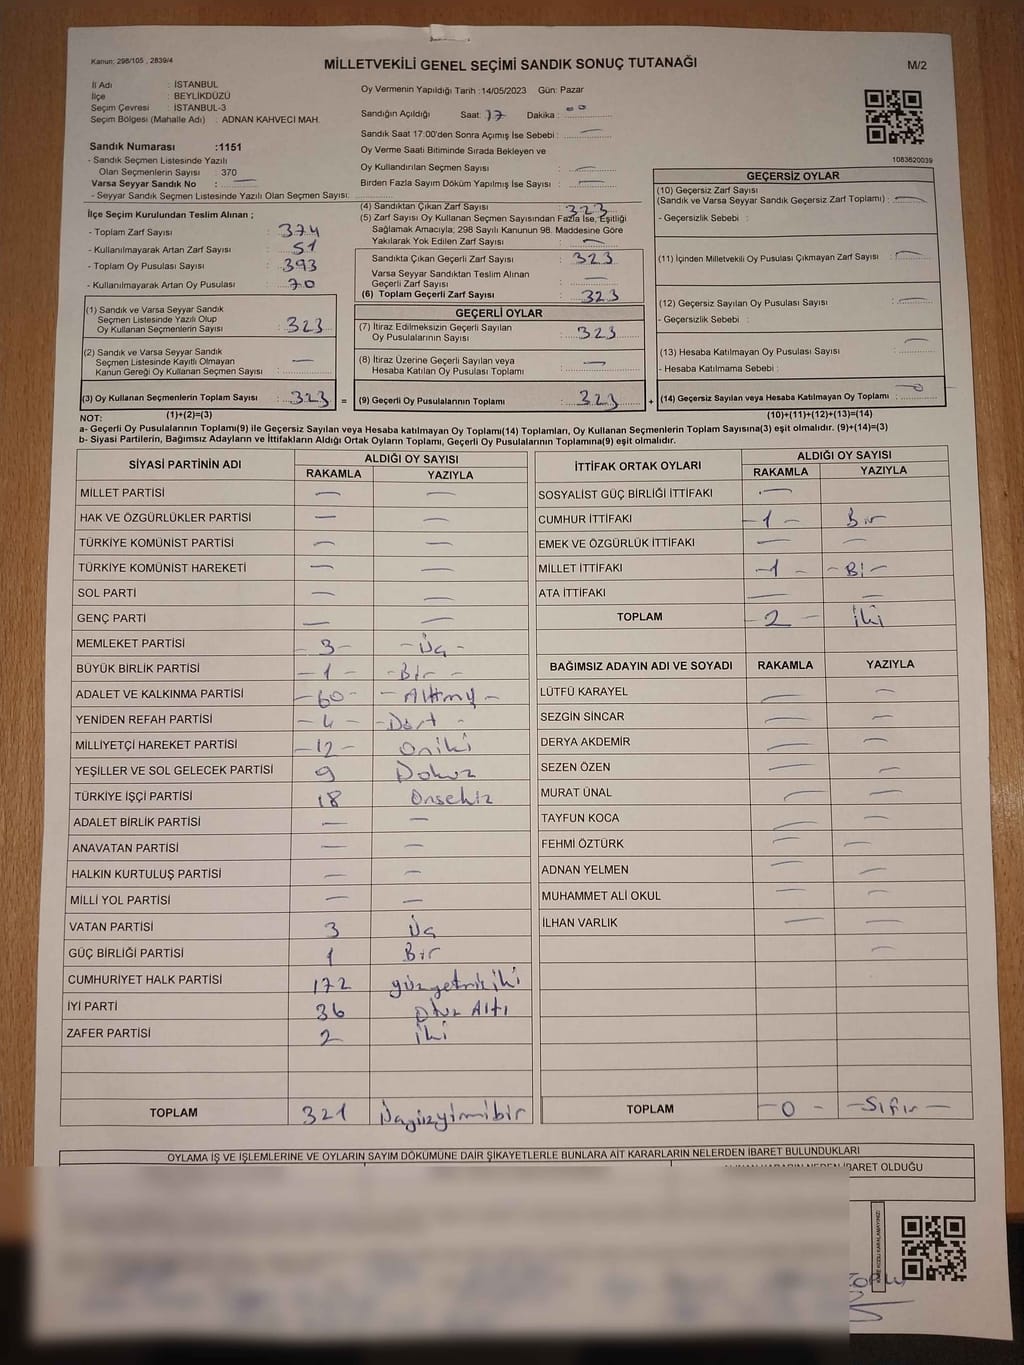 Kanun: 298/105 , 2839/4
MİLLETVEKİLİ GENEL SEÇİMİ SANDIK SONUÇ TUTANAĞI
M/2
İl Adı : İSTANBUL
İlçe : BEYLİKDÜZÜ
Seçim Çevresi : İSTANBUL-3
Seçim Bölgesi (Mahalle Adı) : ADNAN KAHVECİ MAH.
Oy Vermenin Yapıldığı Tarih :14/05/2023 Gün: Pazar
Sandığın Açıldığı Saat: 17 Dakika : 00
Sandık Saat 17:00'den Sonra Açımış İse Sebebi : —
Oy Verme Saati Bitiminde Sırada Bekleyen ve
Oy Kullandırılan Seçmen Sayısı : —
Birden Fazla Sayım Döküm Yapılmış İse Sayısı : —
1083620039
Sandık Numarası :1151
- Sandık Seçmen Listesinde Yazılı
Olan Seçmenlerin Sayısı : 370
Varsa Seyyar Sandık No : —
- Seyyar Sandık Seçmen Listesinde Yazılı Olan Seçmen Sayısı:
İlçe Seçim Kurulundan Teslim Alınan ;
- Toplam Zarf Sayısı : 374
- Kullanılmayarak Artan Zarf Sayısı : 51
- Toplam Oy Pusulası Sayısı : 393
- Kullanılmayarak Artan Oy Pusulası : 70
(1) Sandık ve Varsa Seyyar Sandık
Seçmen Listesinde Yazılı Olup
Oy Kullanan Seçmenlerin Sayısı : 323
(2) Sandık ve Varsa Seyyar Sandık
Seçmen Listesinde Kayıtlı Olmayan
Kanun Gereği Oy Kullanan Seçmen Sayısı : —
(3) Oy Kullanan Seçmenlerin Toplam Sayısı : 323 =
(1)+(2)=(3)
(4) Sandıktan Çıkan Zarf Sayısı : 323
(5) Zarf Sayısı Oy Kullanan Seçmen Sayısından Fazla İse, Eşitliği
Sağlamak Amacıyla; 298 Sayılı Kanunun 98. Maddesine Göre
Yakılarak Yok Edilen Zarf Sayısı : —
Sandıkta Çıkan Geçerli Zarf Sayısı : 323
Varsa Seyyar Sandıktan Teslim Alınan
Geçerli Zarf Sayısı : —
(6) Toplam Geçerli Zarf Sayısı : 323
GEÇERLİ OYLAR
(7) İtiraz Edilmeksizin Geçerli Sayılan
Oy Pusulalarının Sayısı : 323
(8) İtiraz Üzerine Geçerli Sayılan veya
Hesaba Katılan Oy Pusulası Toplamı : —
(9) Geçerli Oy Pusulalarının Toplamı : 323 +
GEÇERSİZ OYLAR
(10) Geçersiz Zarf Sayısı
(Sandık ve Varsa Seyyar Sandık Geçersiz Zarf Toplamı) : —
- Geçersizlik Sebebi :
(11) İçinden Milletvekili Oy Pusulası Çıkmayan Zarf Sayısı : —
(12) Geçersiz Sayılan Oy Pusulası Sayısı : —
- Geçersizlik Sebebi :
(13) Hesaba Katılmayan Oy Pusulası Sayısı : —
- Hesaba Katılmama Sebebi :
(14) Geçersiz Sayılan veya Hesaba Katılmayan Oy Toplamı : — 0 —
(10)+(11)+(12)+(13)=(14)
NOT:
a- Geçerli Oy Pusulalarının Toplamı(9) ile Geçersiz Sayılan veya Hesaba katılmayan Oy Toplamı(14) Toplamları, Oy Kullanan Seçmenlerin Toplam Sayısına(3) eşit olmalıdır. (9)+(14)=(3)
b- Siyasi Partilerin, Bağımsız Adayların ve İttifakların Aldığı Ortak Oyların Toplamı, Geçerli Oy Pusulalarının Toplamına(9) eşit olmalıdır.
SİYASİ PARTİNİN ADI ALDIĞI OY SAYISI
RAKAMLA YAZIYLA
MİLLET PARTİSİ — —
HAK VE ÖZGÜRLÜKLER PARTİSİ — —
TÜRKİYE KOMÜNİST PARTİSİ — —
TÜRKİYE KOMÜNİST HAREKETİ — —
SOL PARTİ — —
GENÇ PARTİ — —
MEMLEKET PARTİSİ - 3 - - Üç -
BÜYÜK BİRLİK PARTİSİ - 1 - - Bir -
ADALET VE KALKINMA PARTİSİ - 60 - - Altmış -
YENİDEN REFAH PARTİSİ - 4 - - Dört -
MİLLİYETÇİ HAREKET PARTİSİ - 12 - Oniki
YEŞİLLER VE SOL GELECEK PARTİSİ 9 Dokuz
TÜRKİYE İŞÇİ PARTİSİ 18 Onsekiz
ADALET BİRLİK PARTİSİ — —
ANAVATAN PARTİSİ — —
HALKIN KURTULUŞ PARTİSİ — —
MİLLİ YOL PARTİSİ — —
VATAN PARTİSİ 3 Üç
GÜÇ BİRLİĞİ PARTİSİ 1 Bir
CUMHURİYET HALK PARTİSİ 172 yüzyetmişiki
İYİ PARTİ 36 Otuz Altı
ZAFER PARTİSİ 2 iki
TOPLAM 321 Üçyüzyirmibir
İTTİFAK ORTAK OYLARI ALDIĞI OY SAYISI
RAKAMLA YAZIYLA
SOSYALİST GÜÇ BİRLİĞİ İTTİFAKI —
CUMHUR İTTİFAKI - 1 - Bir
EMEK VE ÖZGÜRLÜK İTTİFAKI — —
MİLLET İTTİFAKI - 1 - - Bir
ATA İTTİFAKI — —
TOPLAM - 2 - İki
BAĞIMSIZ ADAYIN ADI VE SOYADI RAKAMLA YAZIYLA
LÜTFÜ KARAYEL — —
SEZGİN SİNCAR — —
DERYA AKDEMİR — —
SEZEN ÖZEN — —
MURAT ÜNAL — —
TAYFUN KOCA — —
FEHMİ ÖZTÜRK — —
ADNAN YELMEN — —
MUHAMMET ALİ OKUL — —
İLHAN VARLIK — —
—
TOPLAM - 0 - - Sıfır -
OYLAMA İŞ VE İŞLEMLERİNE VE OYLARIN SAYIM DÖKÜMÜNE DAİR ŞİKAYETLERLE BUNLARA AİT KARARLARIN NELERDEN İBARET BULUNDUKLARI
İBARET OLDUĞU